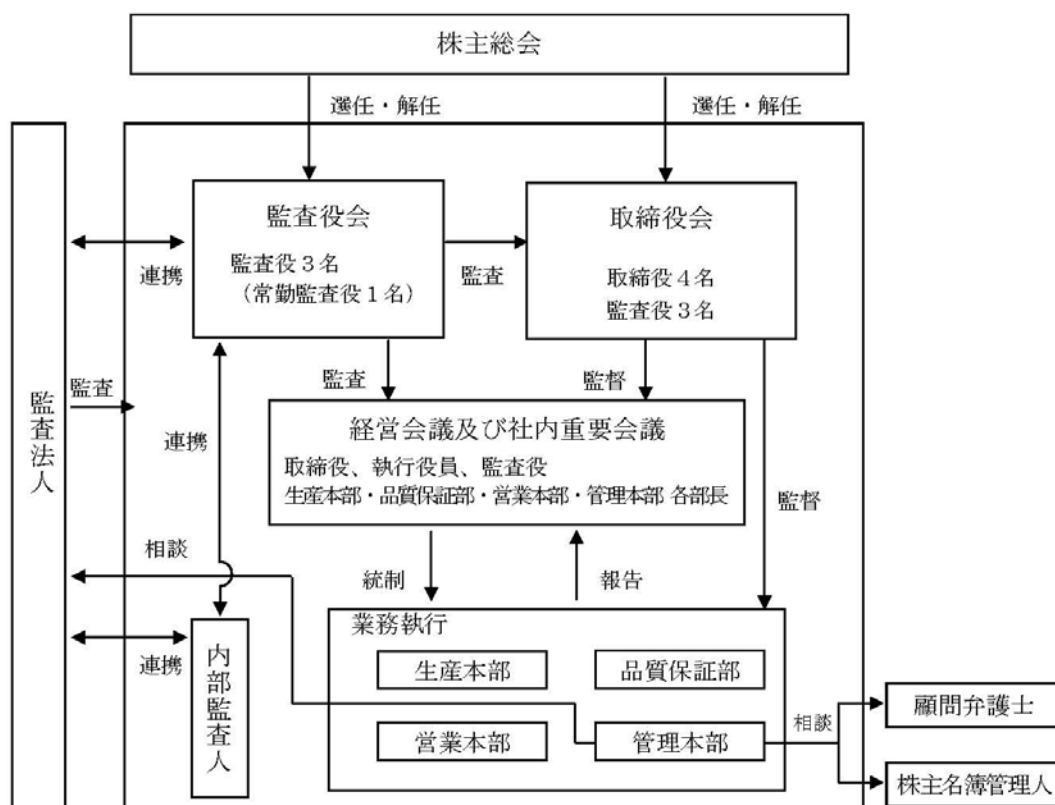 株主総会
選任・解任
選任・解任
監査役会
監査役３名
（常勤監査役１名）
取締役会
取締役４名
監査役３名
連携
監査
監査
監督
監査
監査法人
連携
経営会議及び社内重要会議
取締役、執行役員、監査役
生産本部・品質保証部・営業本部・管理本部 各部長
監督
相談
統制
報告
業務執行
生産本部
品質保証部
営業本部
管理本部
連携
内部監査人
相談
顧問弁護士
株主名簿管理人